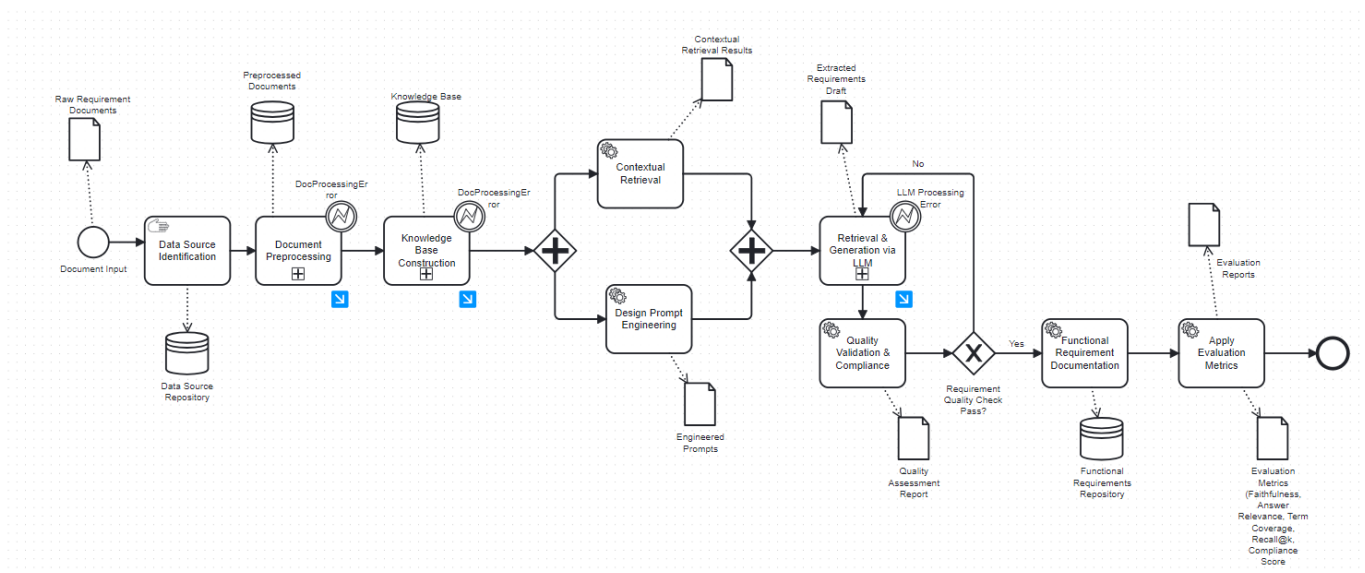 Raw Requirement
Documents
Document Input
Data Source
Identification
Data Source
Repository
Preprocessed
Documents
DocProcessingEr
ror
Document
Preprocessing
Knowledge Base
DocProcessingEr
ror
Knowledge
Base
Construction
Contextual
Retrieval Results
Contextual
Retrieval
Design Prompt
Engineering
Engineered
Prompts
Extracted
Requirements
Draft
No
LLM Processing
Error
Retrieval &
Generation via
LLM
Quality
Validation &
Compliance
Quality
Assessment
Report
Requirement
Quality Check
Pass?
Yes
Functional
Requirement
Documentation
Functional
Requirements
Repository
Evaluation
Reports
Apply
Evaluation
Metrics
Evaluation
Metrics
(Faithfulness,
Answer
Relevance, Term
Coverage,
Recall@k,
Compliance
Score